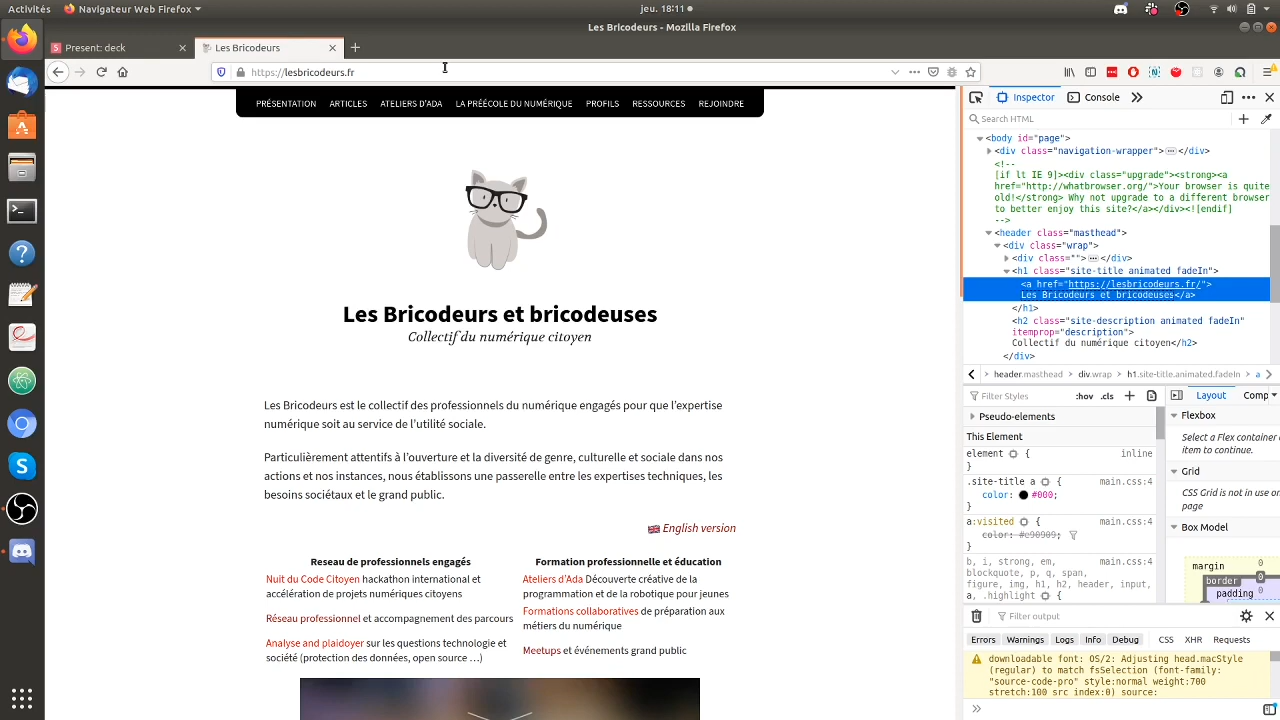 Activités
Navigateur web Firefox
jeu. 18:11
Les Bricodeurs - Mozilla Firefox
Present: deck
Les Bricodeurs
https://lesbricodeurs.fr
PRÉSENTATION ARTICLES ATELIERS D'ADA LA PRÉÉCOLE DU NUMÉRIQUE PROFILS RESSOURCES REJOINDRE
Les Bricodeurs et bricodeuses
Collectif du numérique citoyen
Les Bricodeurs est le collectif des professionnels du numérique engagés pour que l'expertise
numérique soit au service de l'utilité sociale.
Particulièrement attentifs à l'ouverture et la diversité de genre, culturelle et sociale dans nos
actions et nos instances, nous établissons une passerelle entre les expertises techniques, les
besoins sociétaux et le grand public.
English version
Reseau de professionnels engagés
Nuit du Code Citoyen hackathon international et
accélération de projets numériques citoyens
Réseau professionnel et accompagnement des parcours
Analyse and plaidoyer sur les questions technologie et
société (protection des données, open source ...)
Formation professionnelle et éducation
Ateliers d'Ada Découverte créative de la
programmation et de la robotique pour jeunes
Formations collaboratives de préparation aux
métiers du numérique
Meetups et événements grand public
Inspector
Console
Search HTML
<body id="page">
<div class="navigation-wrapper"></div>
<!--
[if lt IE 9]><div class="upgrade"><strong><a
href="http://whatbrowser.org/">Your browser is quite
old!</strong> Why not upgrade to a different browser
to better enjoy this site?</a></div><![endif]
-->
<header class="masthead">
<div class="wrap">
<div class=""></div>
<h1 class="site-title animated fadeIn">
<a href="https://lesbricodeurs.fr/">
Les Bricodeurs et bricodeuses</a>
</h1>
<h2 class="site-description animated fadeIn"
itemprop="description">
Collectif du numérique citoyen</h2>
</div>
header.masthead div.wrap h1.site-title.animated.fadeIn a
Filter Styles
:hov .cls
Layout
Comp
Pseudo-elements
This Element
element { inline
}
.site-title a { main.css:4
color: #000;
}
a:visited { main.css:4
color: #e90909;
}
b, i, strong, em, main.css:4
blockquote, p, q, span,
figure, img, h1, h2, header, input,
a, .highlight {
Flexbox
Select a Flex container
item to continue.
Grid
CSS Grid is not in use on
page
Box Model
margin 0
border 0
padding 0
Filter output
Errors Warnings Logs Info Debug CSS XHR Requests
downloadable font: OS/2: Adjusting head.macStyle
(regular) to match fsSelection (font-family:
"source-code-pro" style:normal weight:700
stretch:100 src index:0) source: